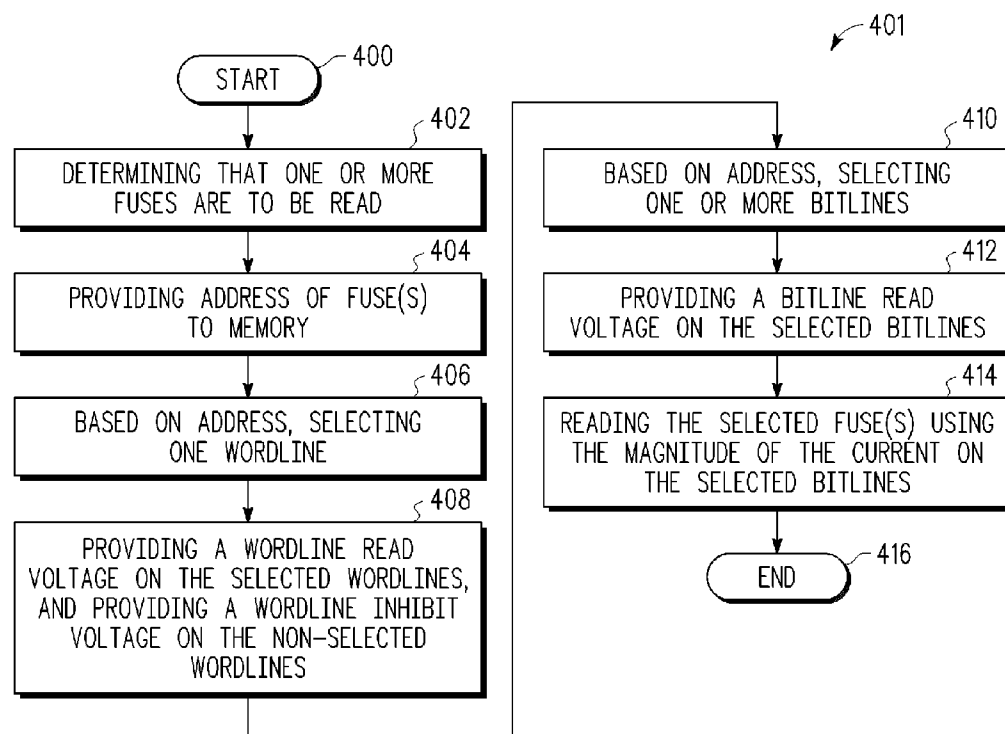 401
START
400
402
DETERMINING THAT ONE OR MORE
FUSES ARE TO BE READ
404
PROVIDING ADDRESS OF FUSE(S)
TO MEMORY
406
BASED ON ADDRESS, SELECTING
ONE WORDLINE
408
PROVIDING A WORDLINE READ
VOLTAGE ON THE SELECTED WORDLINES,
AND PROVIDING A WORDLINE INHIBIT
VOLTAGE ON THE NON-SELECTED
WORDLINES
410
BASED ON ADDRESS, SELECTING
ONE OR MORE BITLINES
412
PROVIDING A BITLINE READ
VOLTAGE ON THE SELECTED BITLINES
414
READING THE SELECTED FUSE(S) USING
THE MAGNITUDE OF THE CURRENT ON
THE SELECTED BITLINES
END
416